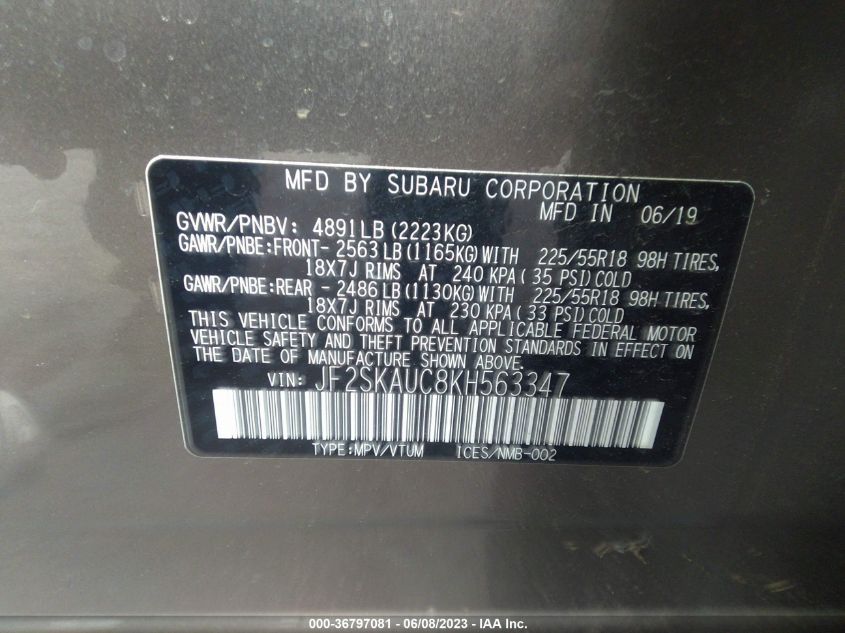 MFD BY SUBARU CORPORATION
MFD IN 06/19
GVWR/PNBV: 4891LB(2223KG)
GAWR/PNBE:FRONT- 2563LB(1165KG)WITH 225/55R18 98H TIRES,
18X7J RIMS AT 240 KPA( 35 PSI)COLD
GAWR/PNBE:REAR - 2486LB(1130KG)WITH 225/55R18 98H TIRES,
18X7J RIMS AT 230 KPA( 33 PSI)COLD
THIS VEHICLE CONFORMS TO ALL APPLICABLE FEDERAL MOTOR
VEHICLE SAFETY AND THEFT PREVENTION STANDARDS IN EFFECT ON
THE DATE OF MANUFACTURE SHOWN ABOVE.
VIN: JF2SKAUC8KH563347
TYPE:MPV/VTUM ICES/NMB-002
000-36797081 - 06/08/2023 - IAA Inc.